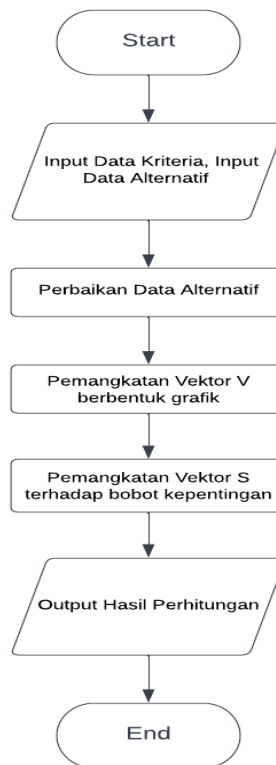 Start
Input Data Kriteria, Input
Data Alternatif
Perbaikan Data Alternatif
Pemangkatan Vektor V
berbentuk grafik
Pemangkatan Vektor S
terhadap bobot kepentingan
Output Hasil Perhitungan
End